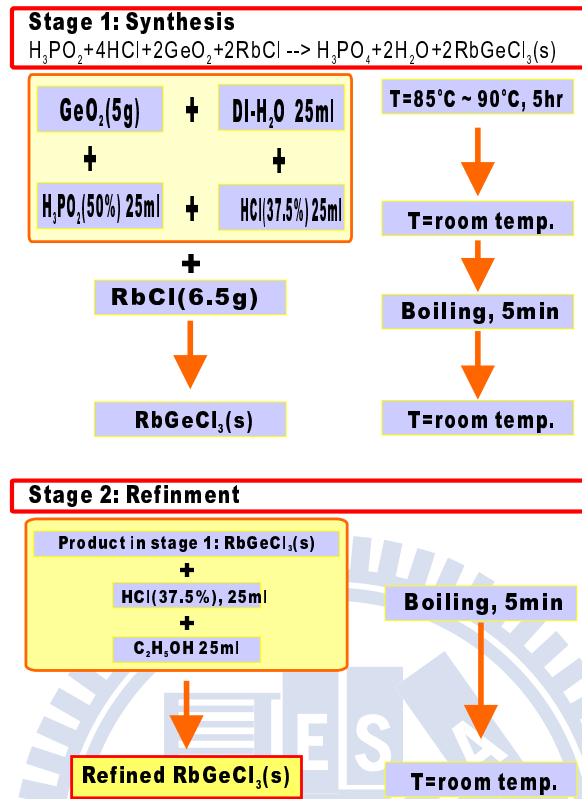 Stage 1: Synthesis
H₃PO₂+4HCl+2GeO₂+2RbCl --> H₃PO₄+2H₂O+2RbGeCl₃(s)
GeO₂(5g) + DI-H₂O 25ml
+ +
H₃PO₂(50%) 25ml + HCl(37.5%) 25ml
+
RbCl(6.5g)
RbGeCl₃(s)
T=85°C ~ 90°C, 5hr
T=room temp.
Boiling, 5min
T=room temp.
Stage 2: Refinment
Product in stage 1: RbGeCl₃(s)
+
HCl(37.5%), 25ml
+
C₂H₅OH 25ml
Refined RbGeCl₃(s)
Boiling, 5min
T=room temp.
E S A